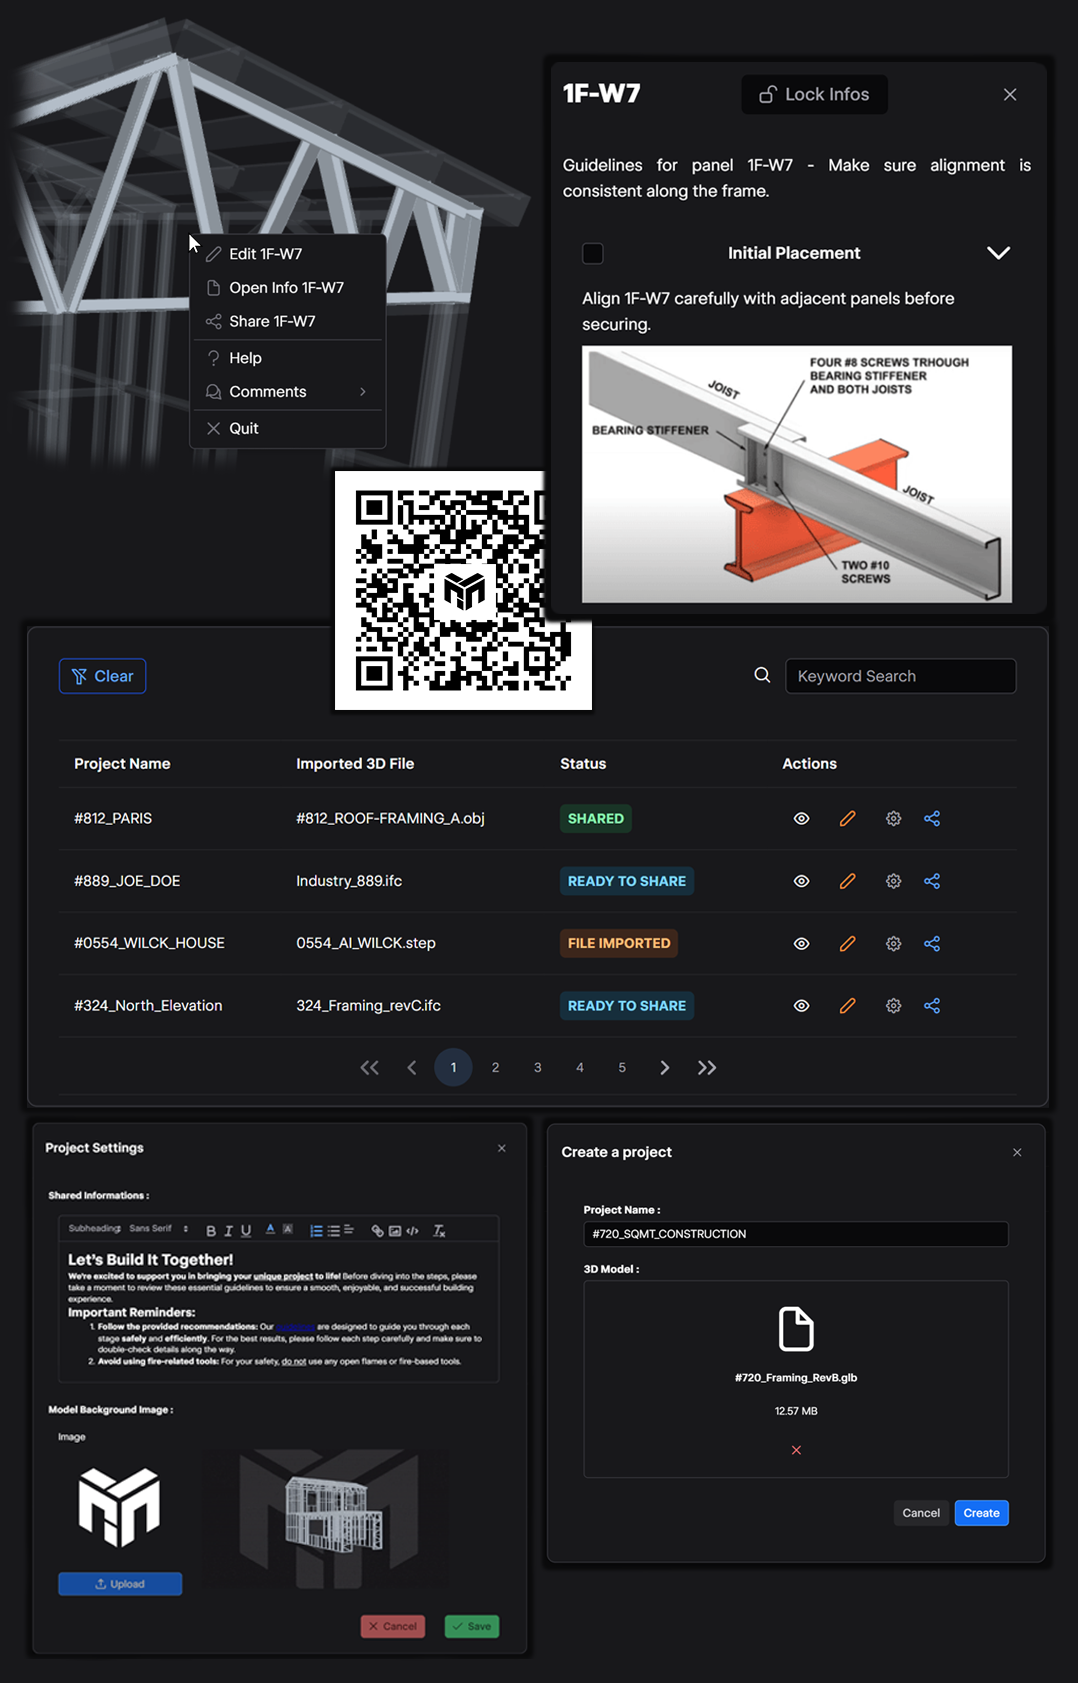 Edit 1F-W7
Open Info 1F-W7
Share 1F-W7
Help
Comments
Quit
1F-W7
Lock Infos
Guidelines for panel 1F-W7 - Make sure alignment is
consistent along the frame.
Initial Placement
Align 1F-W7 carefully with adjacent panels before
securing.
FOUR #8 SCREWS TRHOUGH
BEARING STIFFENER
AND BOTH JOISTS
JOIST
BEARING STIFFENER
JOIST
TWO #10
SCREWS
Clear
Keyword Search
Project Name Imported 3D File Status Actions
#812_PARIS #812_ROOF-FRAMING_A.obj SHARED
#889_JOE_DOE Industry_889.ifc READY TO SHARE
#0554_WILCK_HOUSE 0554_AI_WILCK.step FILE IMPORTED
#324_North_Elevation 324_Framing_revC.ifc READY TO SHARE
1 2 3 4 5
Project Settings
Shared Informations :
Subheading Sans Serif B I U A A
Let's Build It Together!
We're excited to support you in bringing your unique project to life! Before diving into the steps, please
take a moment to review these essential guidelines to ensure a smooth, enjoyable, and successful building
experience.
Important Reminders:
1. Follow the provided recommendations: Our are designed to guide you through each
stage safely and efficiently. For the best results, please follow each step carefully and make sure to
double-check details along the way.
2. Avoid using fire-related tools: For your safety, do not use any open flames or fire-based tools.
Model Background Image :
Image
Upload
Cancel
Save
Create a project
Project Name :
#720_SQMT_CONSTRUCTION
3D Model :
#720_Framing_RevB.glb
12.57 MB
Cancel
Create